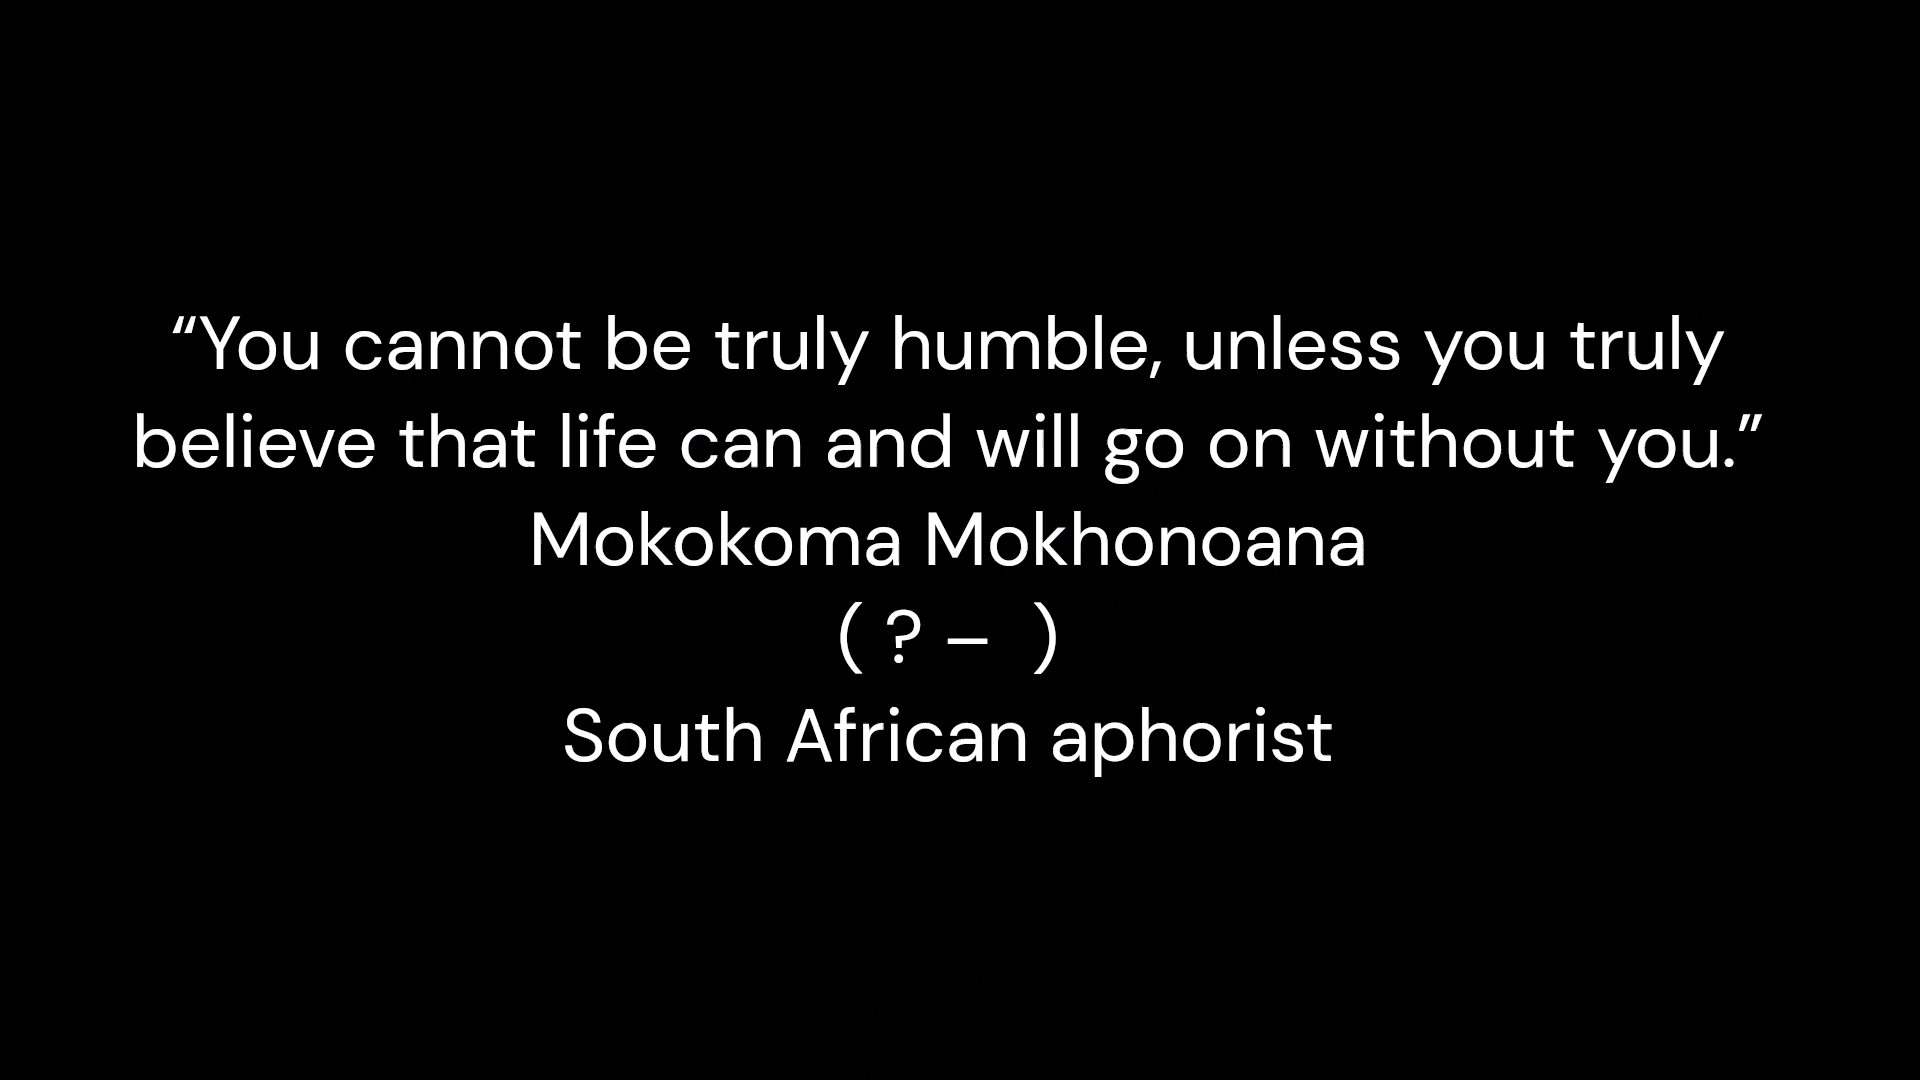 “You cannot be truly humble, unless you truly
believe that life can and will go on without you.”
Mokokoma Mokhonoana
( ? –  )
South African aphorist